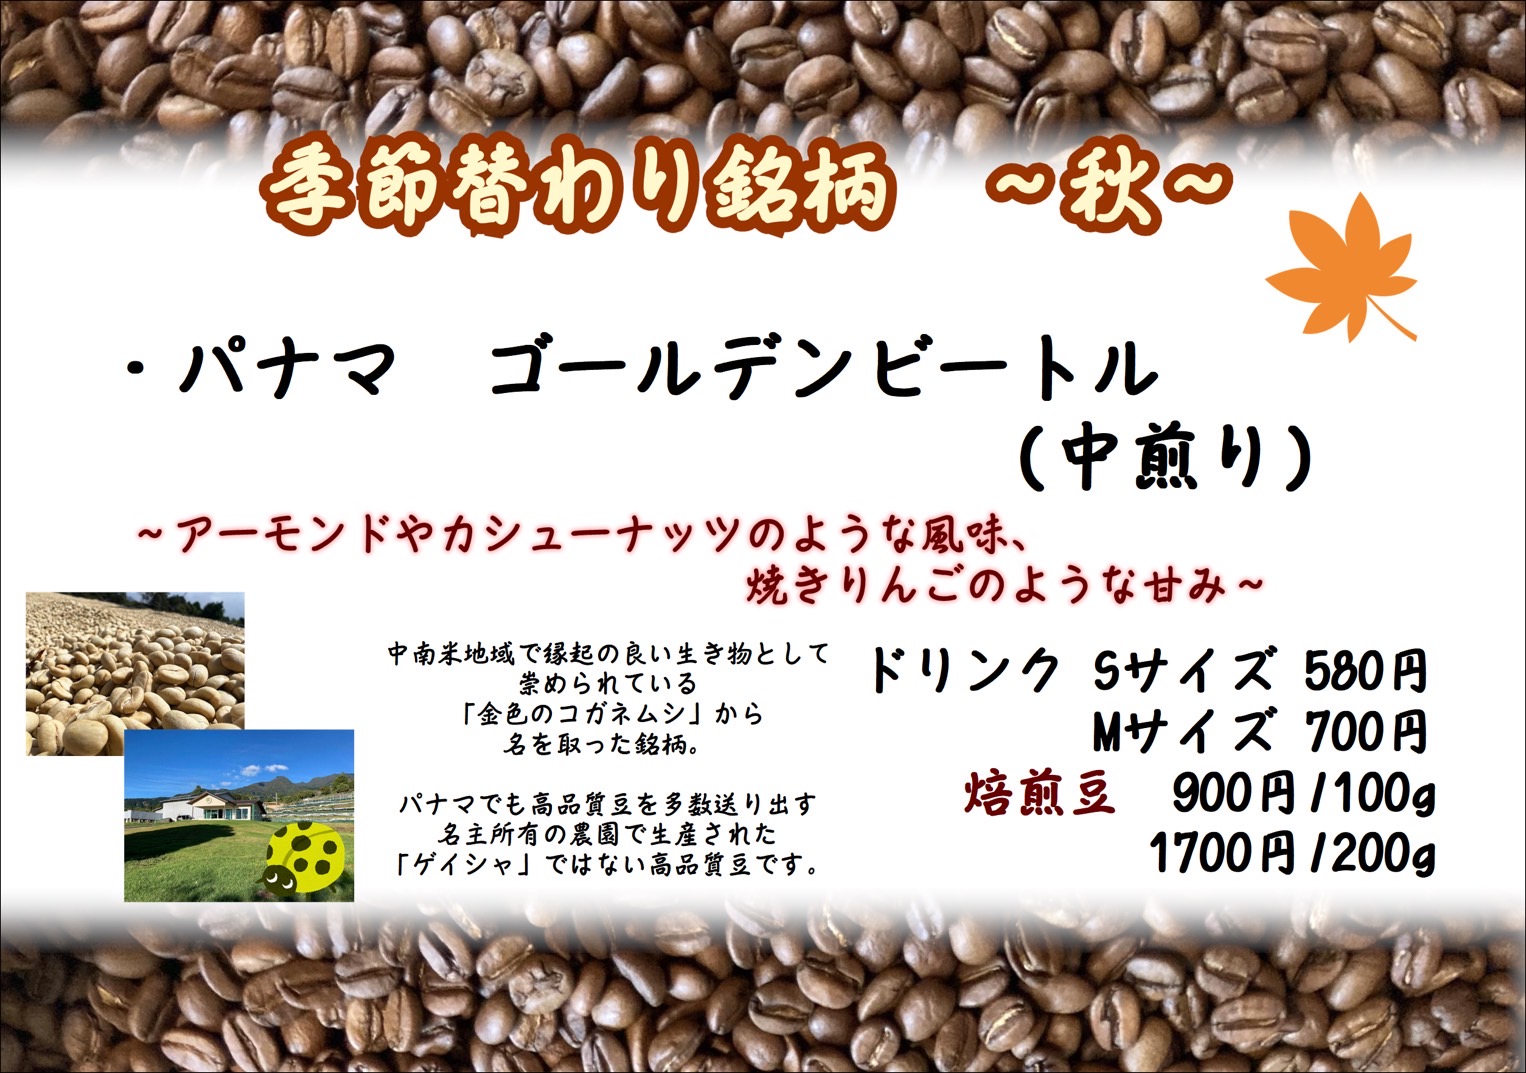 季節替わり銘柄　~秋~
・パナマ　ゴールデンビートル
(中煎り)
~アーモンドやカシューナッツのような風味、
焼きりんごのような甘み~
中南米地域で縁起の良い生き物として
崇められている
「金色のコガネムシ」から
名を取った銘柄。
パナマでも高品質豆を多数送り出す
名主所有の農園で生産された
「ゲイシャ」ではない高品質豆です。
ドリンク Sサイズ 580円
Mサイズ 700円
焙煎豆　900円/100g
1700円/200g